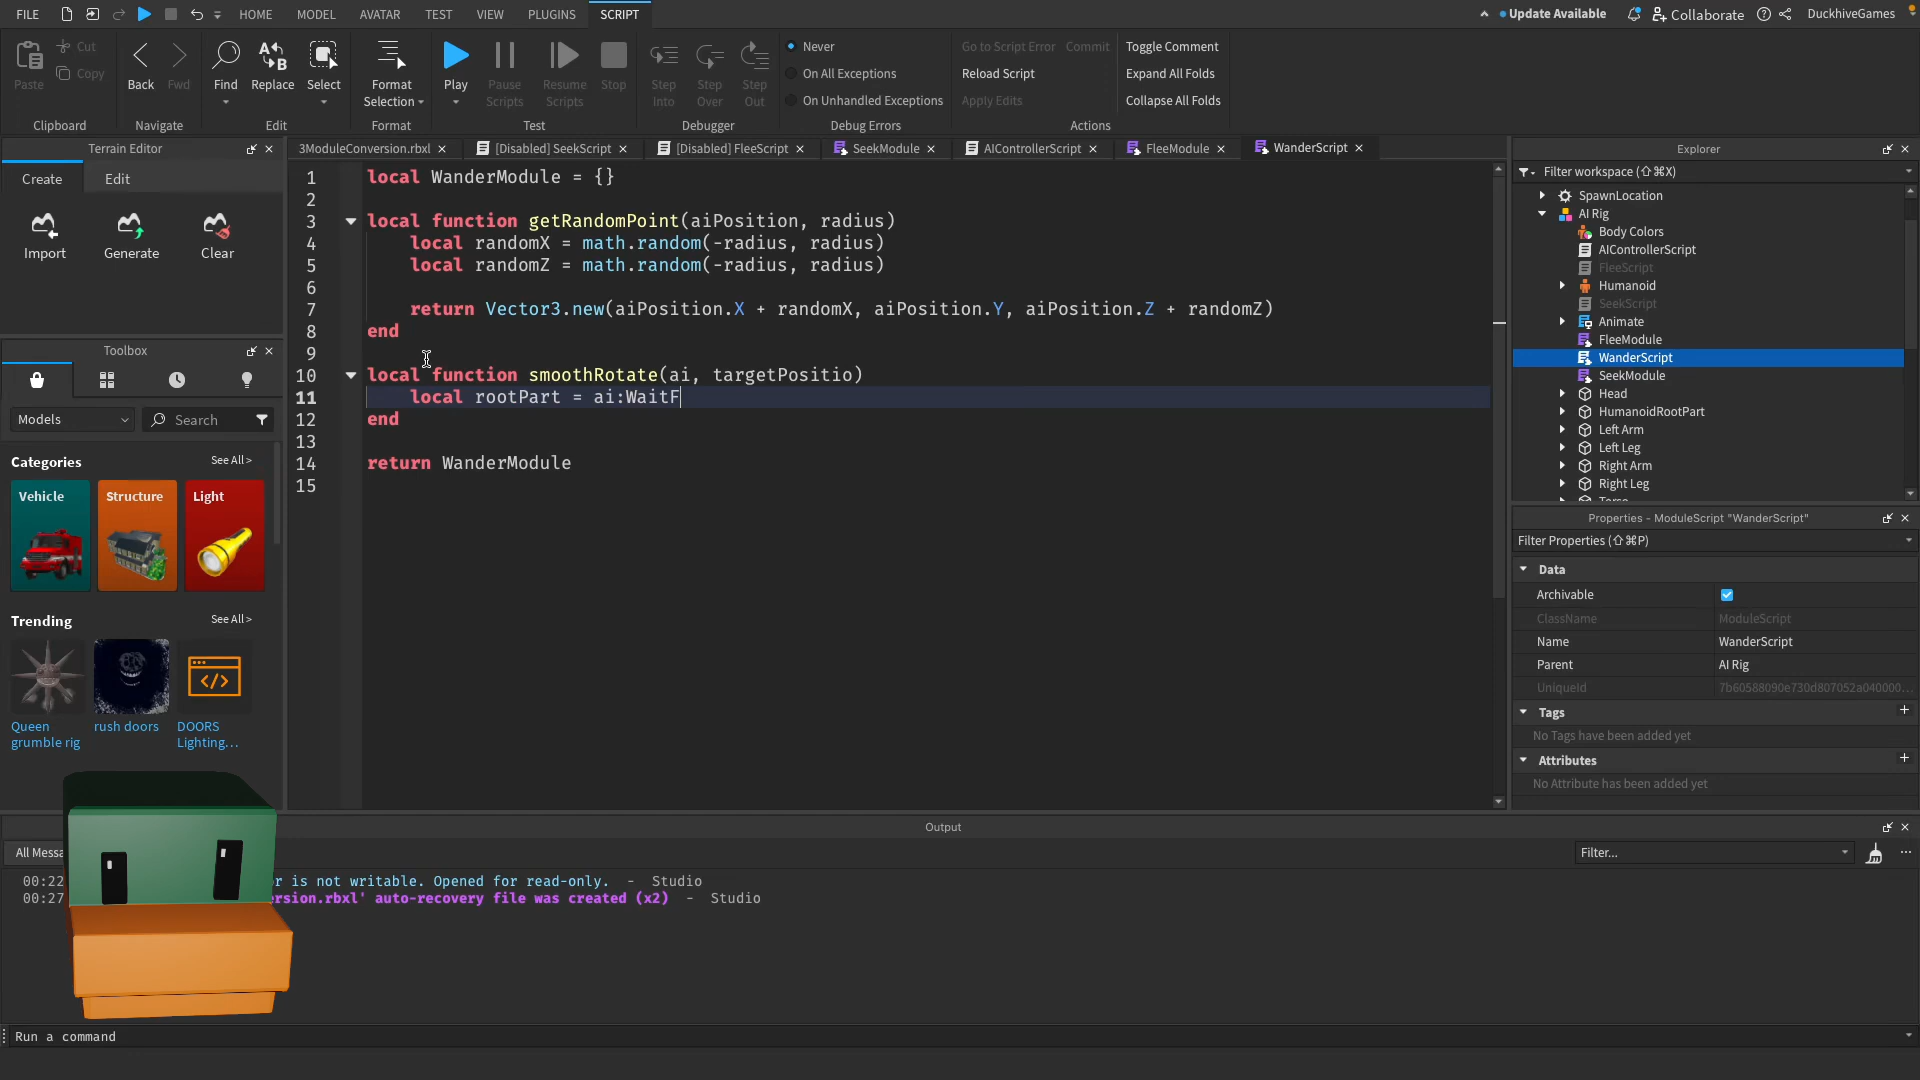 FILE HOME MODEL AVATAR TEST VIEW PLUGINS SCRIPT Update Available Collaborate DuckhiveGames
Paste Cut Copy Back Fwd Find Replace Select Format Selection Play Pause Scripts Resume Scripts Stop Step Into Step Over Step Out
Never
On All Exceptions
On Unhandled Exceptions
Go to Script Error Commit
Reload Script
Apply Edits
Toggle Comment
Expand All Folds
Collapse All Folds
Clipboard Navigate Edit Format Test Debugger Debug Errors Actions
Terrain Editor
Create Edit
Import Generate Clear
Toolbox
Models Search
Categories See All >
Vehicle Structure Light
Trending See All >
Queen grumble rig
rush doors
DOORS Lighting...
3ModuleConversion.rbxl [Disabled] SeekScript [Disabled] FleeScript SeekModule AIControllerScript FleeModule WanderScript
1 local WanderModule = {}
2
3 local function getRandomPoint(aiPosition, radius)
4 local randomX = math.random(-radius, radius)
5 local randomZ = math.random(-radius, radius)
6
7 return Vector3.new(aiPosition.X + randomX, aiPosition.Y, aiPosition.Z + randomZ)
8 end
9
10 local function smoothRotate(ai, targetPositio)
11 local rootPart = ai:WaitF
12 end
13
14 return WanderModule
15
Explorer
Filter workspace (⇧⌘X)
SpawnLocation
AI Rig
Body Colors
AIControllerScript
FleeScript
Humanoid
SeekScript
Animate
FleeModule
WanderScript
SeekModule
Head
HumanoidRootPart
Left Arm
Left Leg
Right Arm
Right Leg
Torso
Properties - ModuleScript "WanderScript"
Filter Properties (⇧⌘P)
Data
Archivable
ClassName ModuleScript
Name WanderScript
Parent AI Rig
UniqueId 7b60588090e730d807052a040000...
Tags
No Tags have been added yet
Attributes
No Attribute has been added yet
Output
All Messa Filter...
00:22 r is not writable. Opened for read-only. - Studio
00:27 ersion.rbxl' auto-recovery file was created (x2) - Studio
Run a command